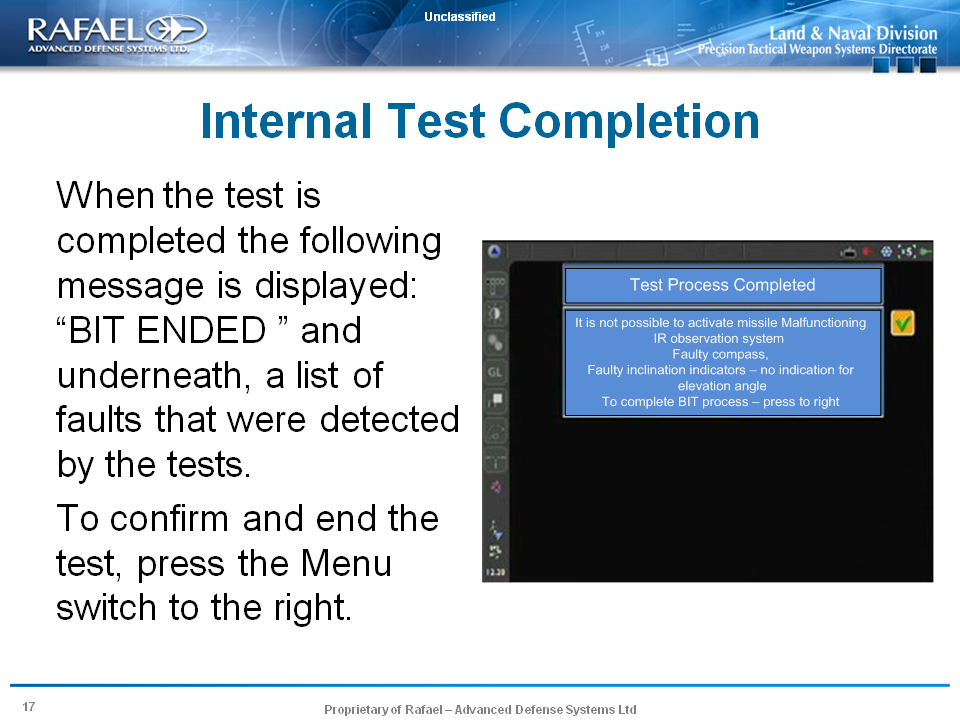 Unclassified
RAFAEL
ADVANCED DEFENSE SYSTEMS LTD.
Land & Naval Division
Precision Tactical Weapon Systems Directorate
Internal Test Completion
When the test is
completed the following
message is displayed:
“BIT ENDED ” and
underneath, a list of
faults that were detected
by the tests.
To confirm and end the
test, press the Menu
switch to the right.
Test Process Completed
It is not possible to activate missile Malfunctioning
IR observation system
Faulty compass,
Faulty inclination indicators – no indication for
elevation angle
To complete BIT process – press to right
GL
12.20
17
Proprietary of Rafael – Advanced Defense Systems Ltd